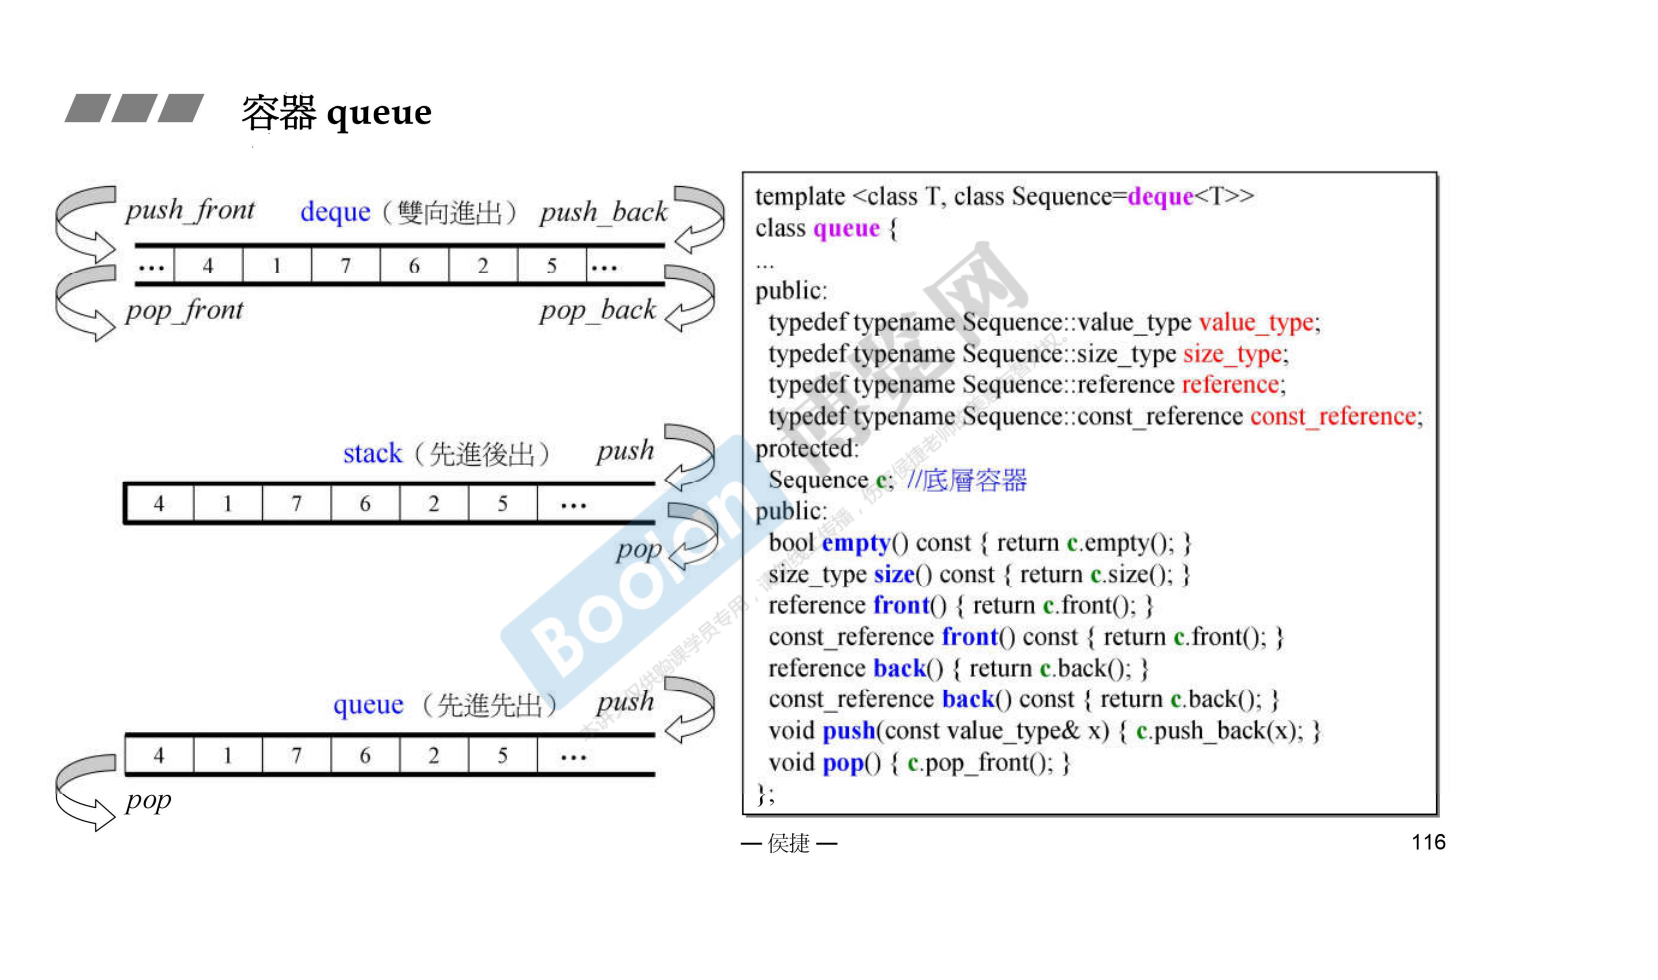 容器 queue
push_front deque（雙向進出） push_back
... 4 1 7 6 2 5 ...
pop_front pop_back
stack（先進後出） push
4 1 7 6 2 5 ...
pop
queue （先進先出） push
4 1 7 6 2 5 ...
pop
template <class T, class Sequence=deque<T>>
class queue {
...
public:
typedef typename Sequence::value_type value_type;
typedef typename Sequence::size_type size_type;
typedef typename Sequence::reference reference;
typedef typename Sequence::const_reference const_reference;
protected:
Sequence c; //底層容器
public:
bool empty() const { return c.empty(); }
size_type size() const { return c.size(); }
reference front() { return c.front(); }
const_reference front() const { return c.front(); }
reference back() { return c.back(); }
const_reference back() const { return c.back(); }
void push(const value_type& x) { c.push_back(x); }
void pop() { c.pop_front(); }
};
Boolan 博览网
— 侯捷 —
116